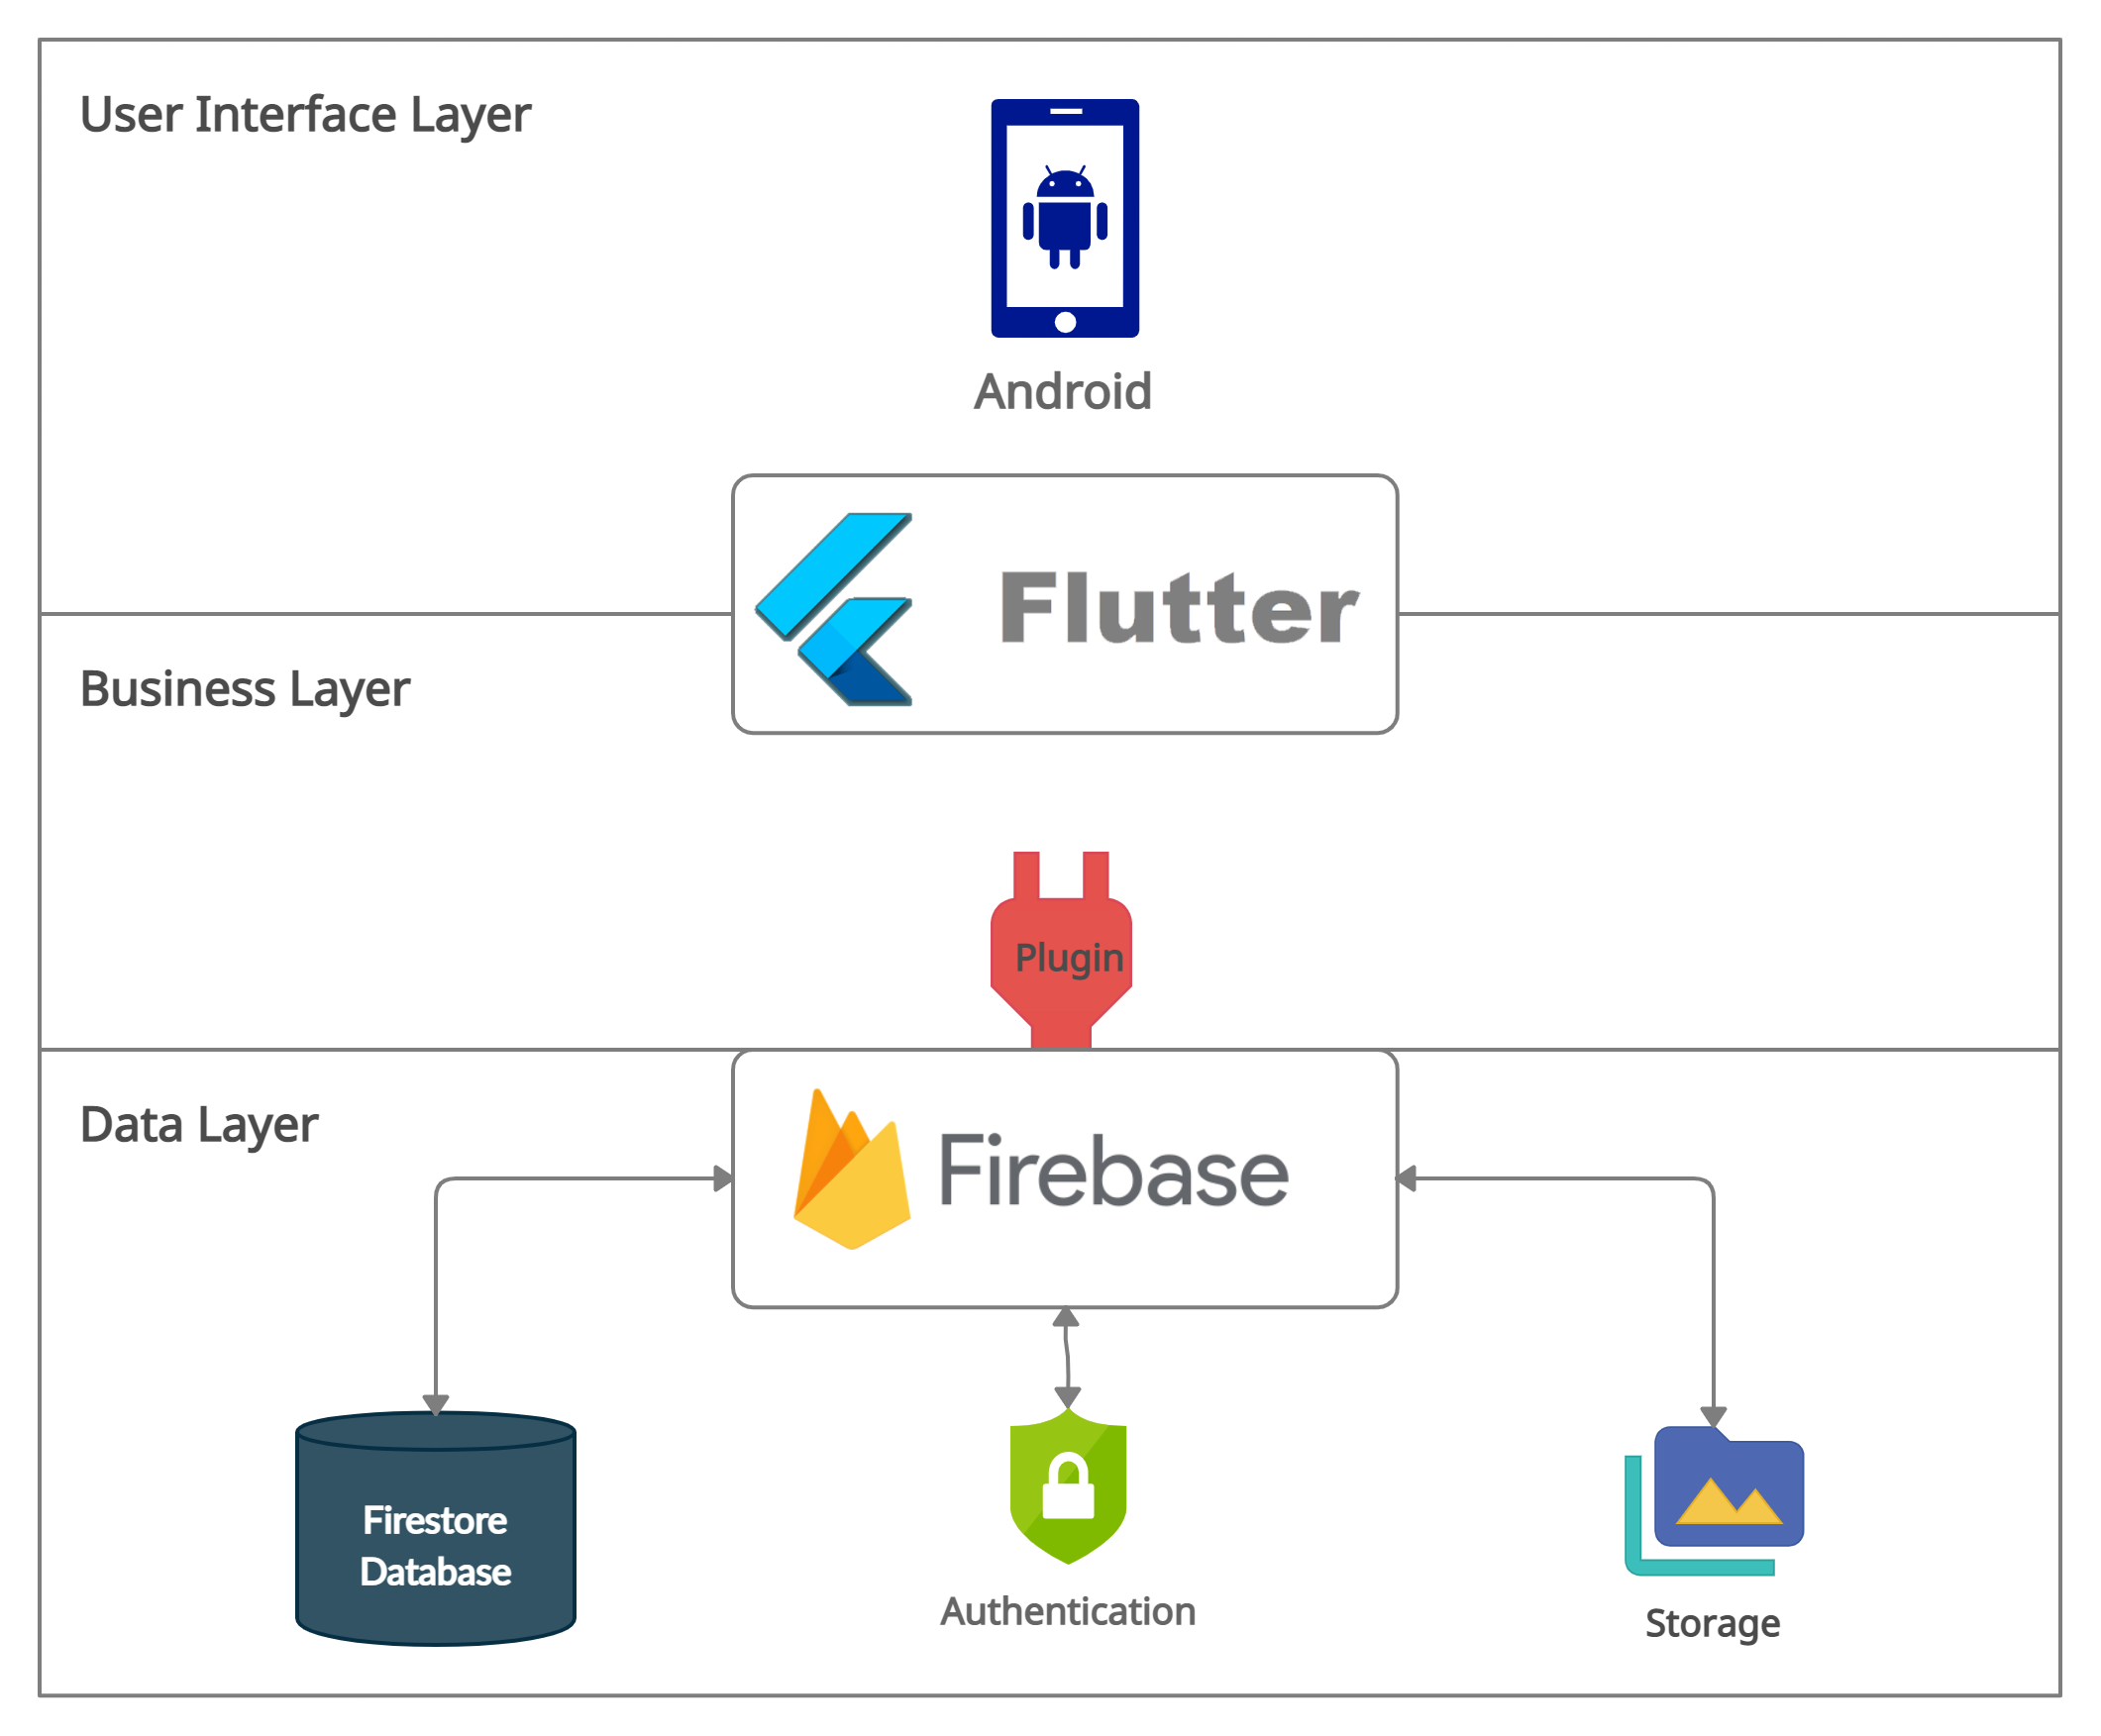 User Interface Layer
Android
Flutter
Business Layer
Plugin
Data Layer
Firebase
Firestore
Database
Authentication
Storage